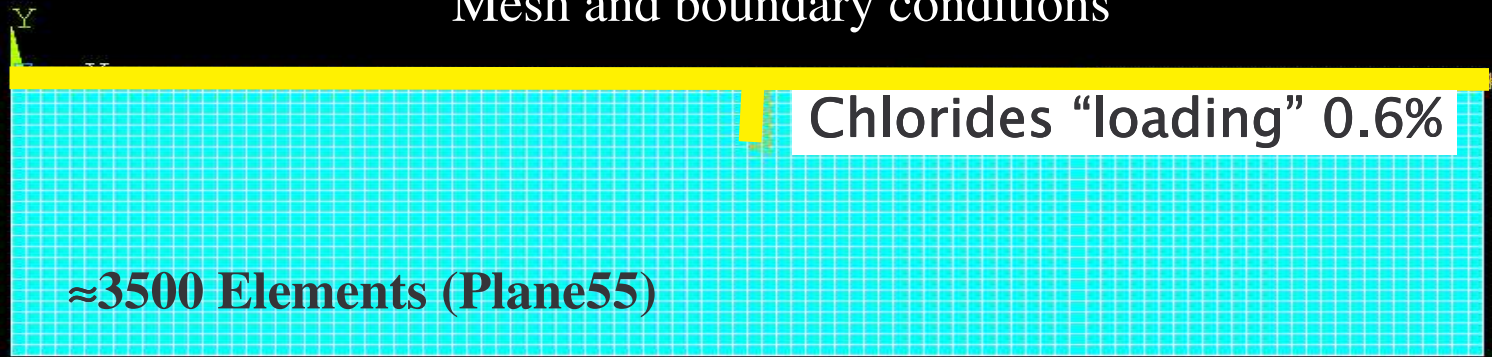 Mesh and boundary conditions
Y
X
Chlorides “loading” 0.6%
≈3500 Elements (Plane55)